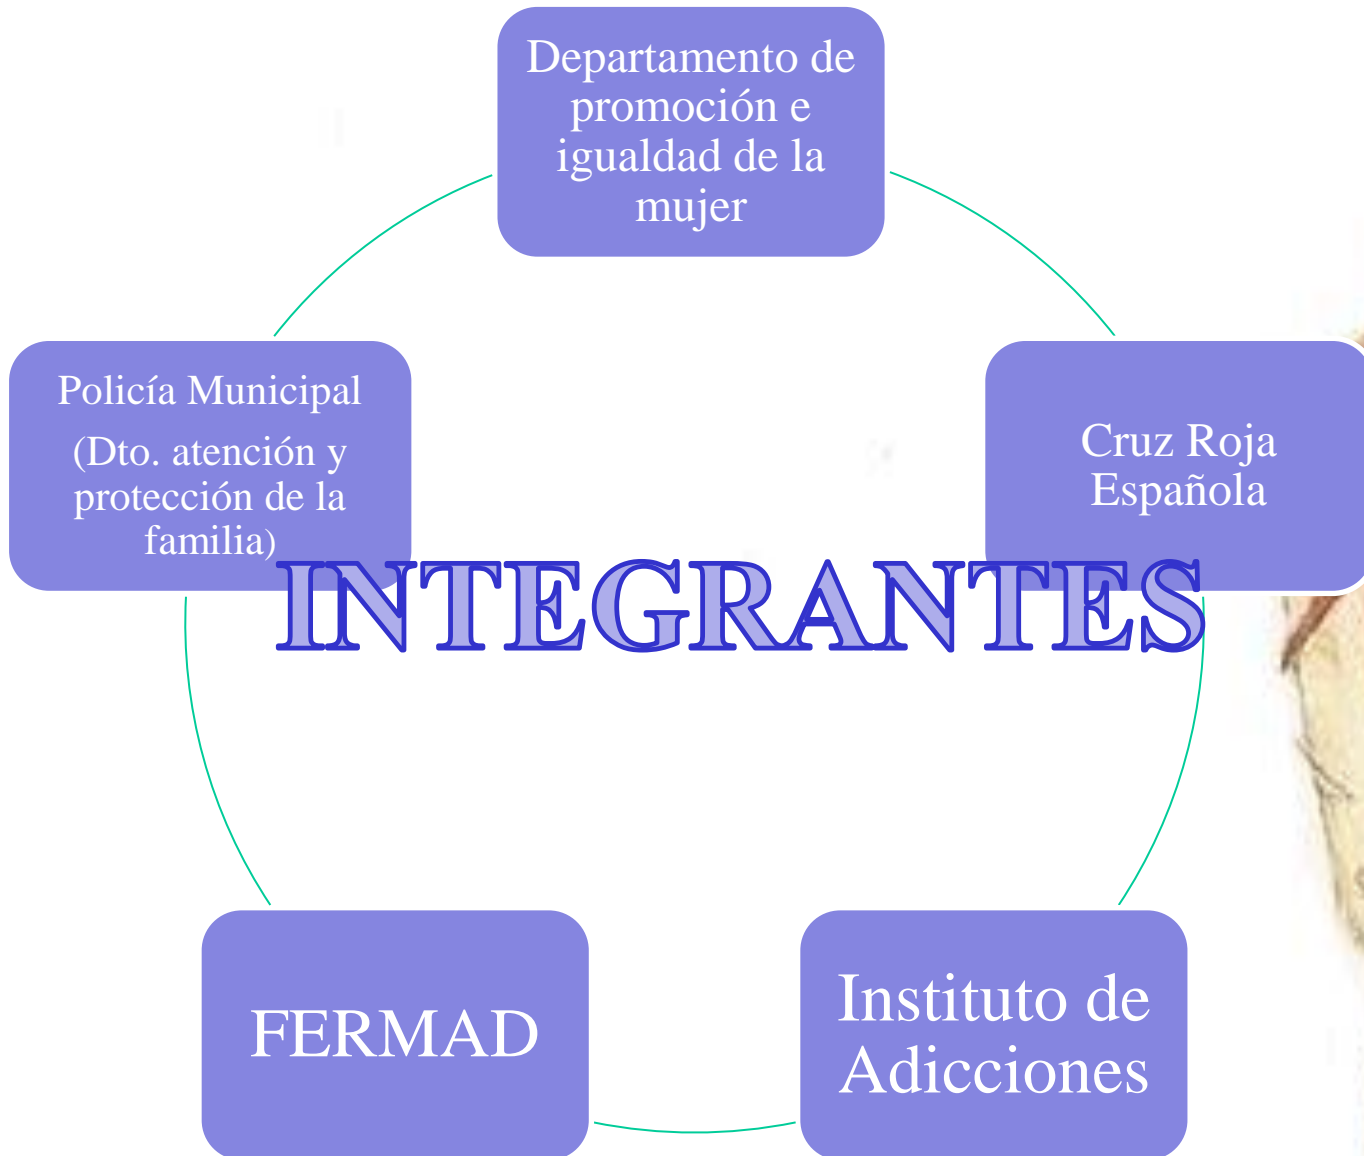 Departamento de
promoción e
igualdad de la
mujer
Policía Municipal
(Dto. atención y
protección de la
familia)
Cruz Roja
Española
INTEGRANTES
FERMAD
Instituto de
Adicciones